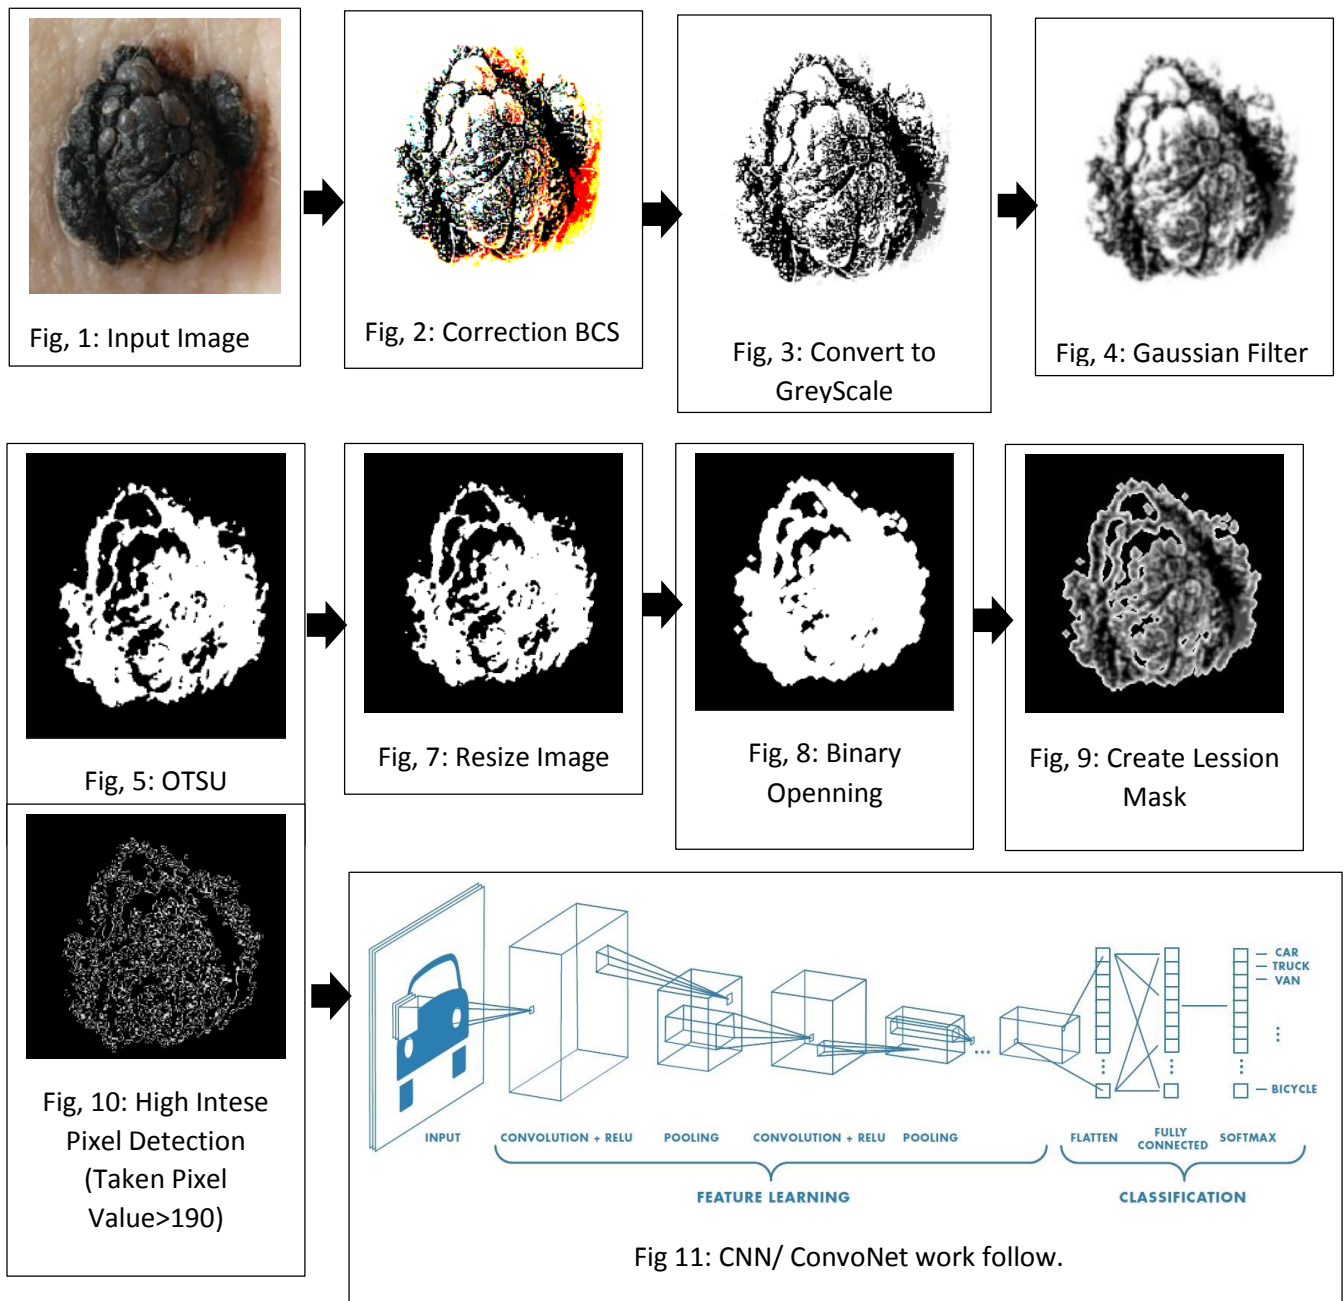 Fig, 1: Input Image
Fig, 2: Correction BCS
Fig, 3: Convert to
GreyScale
Fig, 4: Gaussian Filter
Fig, 5: OTSU
Fig, 7: Resize Image
Fig, 8: Binary
Openning
Fig, 9: Create Lession
Mask
Fig, 10: High Intese
Pixel Detection
(Taken Pixel
Value>190)
CAR
TRUCK
VAN
BICYCLE
INPUT
CONVOLUTION + RELU
POOLING
CONVOLUTION + RELU
POOLING
FLATTEN
FULLY
CONNECTED
SOFTMAX
FEATURE LEARNING
CLASSIFICATION
Fig 11: CNN/ ConvoNet work follow.